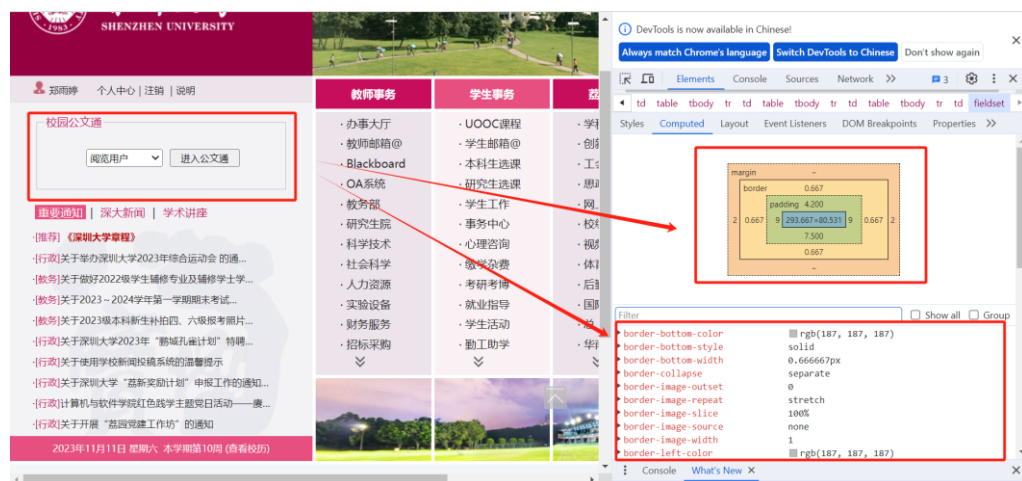 SHENZHEN UNIVERSITY
1983
郑雨婷 个人中心 | 注销 | 说明
校园公文通
阅览用户 进入公文通
重要通知 | 深大新闻 | 学术讲座
·[推荐] 《深圳大学章程》
·[行政]关于举办深圳大学2023年综合运动会 的通...
·[教务]关于做好2022级学生辅修专业及辅修学士学...
·[教务]关于2023～2024学年第一学期期末考试...
·[教务]关于2023级本科新生补拍四、六级报考照片...
·[行政]关于深圳大学2023年“鹏城孔雀计划”特聘...
·[行政]关于使用学校新闻投稿系统的温馨提示
·[行政]关于深圳大学“荔新奖励计划”申报工作的通知...
·[行政]计算机与软件学院红色践学主题党日活动——赓...
·[行政]关于开展“荔园党建工作坊”的通知
2023年11月11日 星期六 本学期第10周 (查看校历)
教师事务
· 办事大厅
· 教师邮箱@
· Blackboard
· OA系统
· 教务部
· 研究生院
· 科学技术
· 社会科学
· 人力资源
· 实验设备
· 财务服务
· 招标采购
学生事务
· UOOC课程
· 学生邮箱@
· 本科生选课
· 研究生选课
· 学生工作
· 事务中心
· 心理咨询
· 缴学杂费
· 考研考博
· 就业指导
· 学生活动
· 勤工助学
荔
· 创
· 工
· 思
· 网
· 校
· 视
· 体
· 后
· 国
DevTools is now available in Chinese!
Always match Chrome's language Switch DevTools to Chinese Don't show again
Elements Console Sources Network 3
td table tbody tr td table tbody tr td table tbody tr td fieldset
Styles Computed Layout Event Listeners DOM Breakpoints Properties
margin -
border 0.667
padding 4.200
2 0.667 9 293.667×80.531 9 0.667 2
7.500
0.667
-
Filter Show all Group
border-bottom-color rgb(187, 187, 187)
border-bottom-style solid
border-bottom-width 0.666667px
border-collapse separate
border-image-outset 0
border-image-repeat stretch
border-image-slice 100%
border-image-source none
border-image-width 1
border-left-color rgb(187, 187, 187)
Console What's New